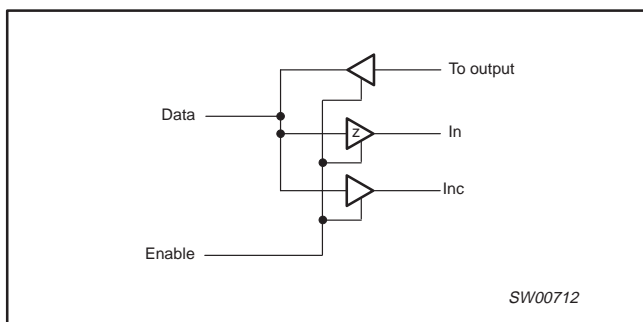 To output
Data
z
In
Inc
Enable
SW00712